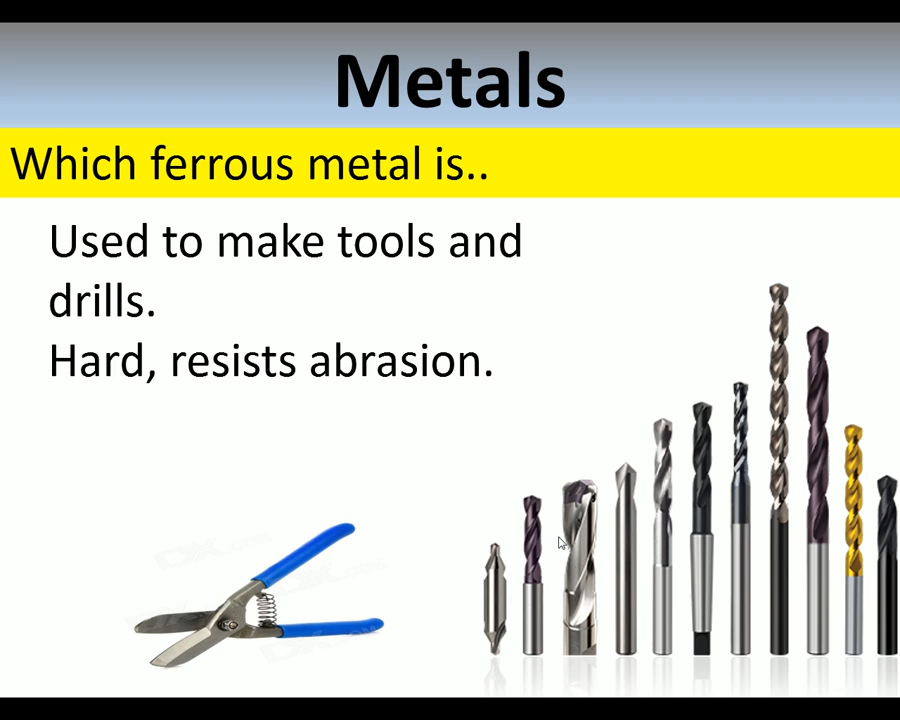 Metals
Which ferrous metal is..
Used to make tools and
drills.
Hard, resists abrasion.